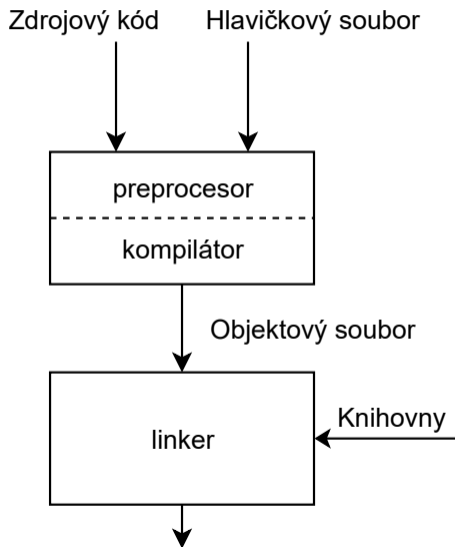 Zdrojový kód
Hlavičkový soubor
preprocesor
kompilátor
Objektový soubor
Knihovny
linker